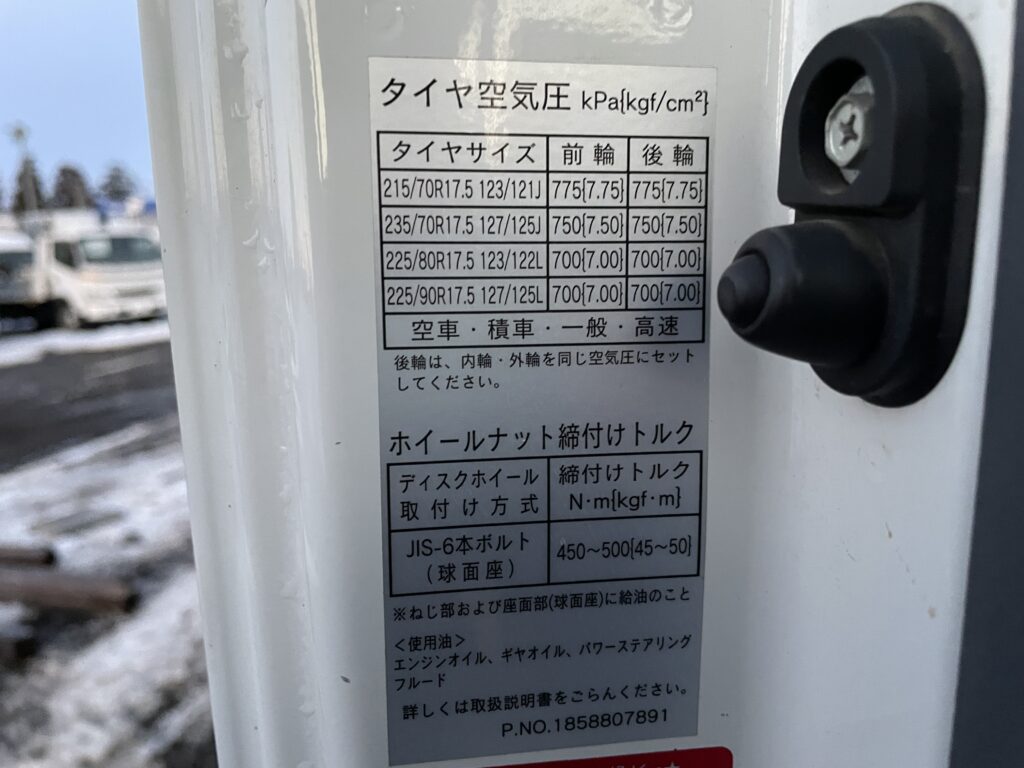 タイヤ空気圧 kPa{kgf/cm²}
タイヤサイズ 前輪 後輪
215/70R17.5 123/121J 775{7.75} 775{7.75}
235/70R17.5 127/125J 750{7.50} 750{7.50}
225/80R17.5 123/122L 700{7.00} 700{7.00}
225/90R17.5 127/125L 700{7.00} 700{7.00}
空車・積車・一般・高速
後輪は、内輪・外輪を同じ空気圧にセット
してください。
ホイールナット締付けトルク
ディスクホイール 締付けトルク
取付け方式 N·m{kgf·m}
JIS-6本ボルト 450〜500{45〜50}
(球面座)
※ねじ部および座面部(球面座)に給油のこと
<使用油>
エンジンオイル、ギヤオイル、パワーステアリング
フルード
詳しくは取扱説明書をごらんください。
P.NO.1858807891